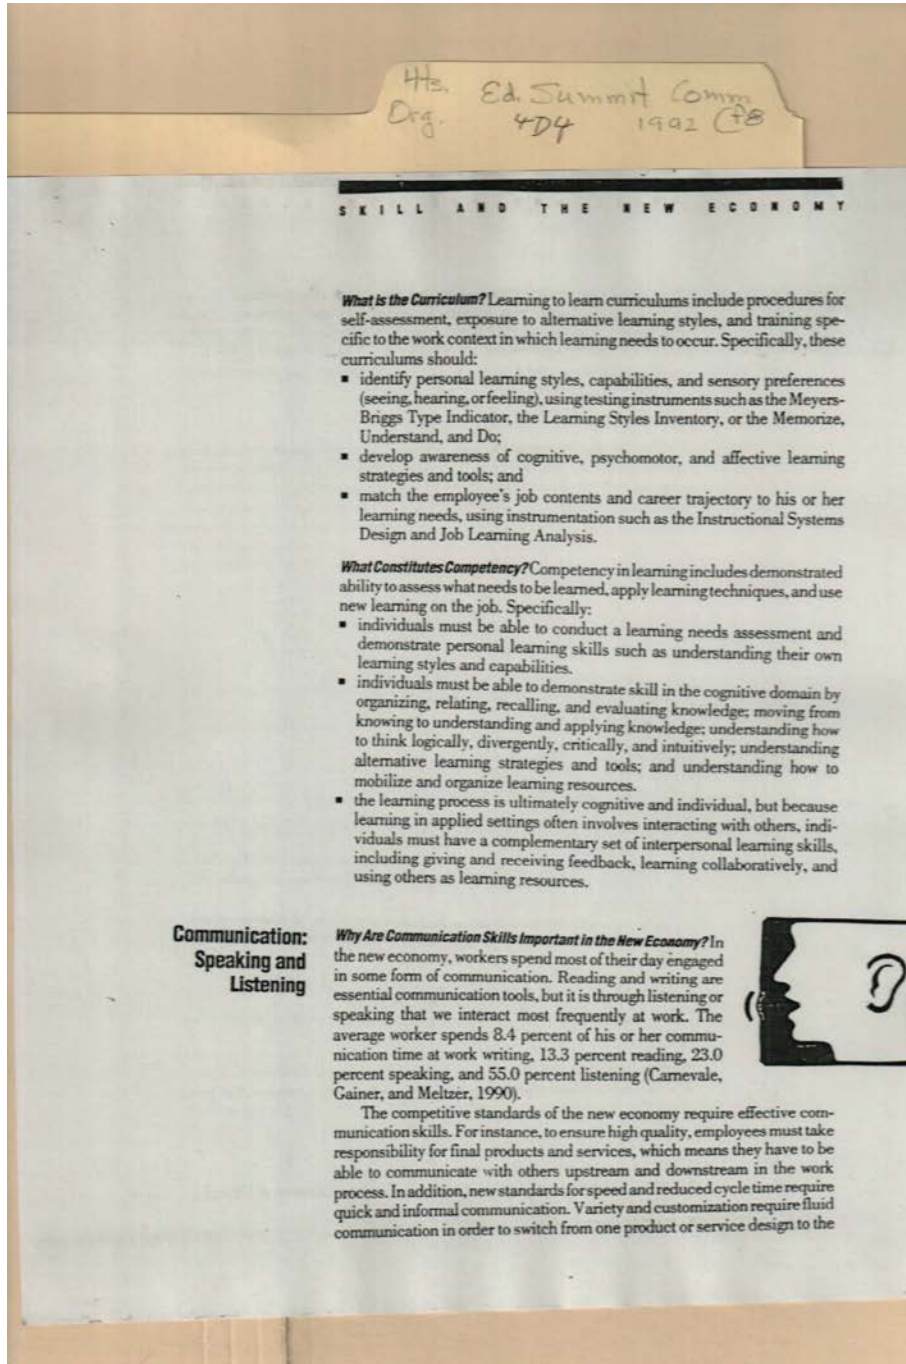 Hs. Ed. Summit Comm
Org. 4D4 1992 (f8
SKILL AND THE NEW ECONOMY
What is the Curriculum? Learning to learn curriculums include procedures for
self-assessment, exposure to alternative learning styles, and training spe-
cific to the work context in which learning needs to occur. Specifically, these
curriculums should:
▪ identify personal learning styles, capabilities, and sensory preferences
(seeing, hearing, or feeling), using testing instruments such as the Meyers-
Briggs Type Indicator, the Learning Styles Inventory, or the Memorize,
Understand, and Do;
▪ develop awareness of cognitive, psychomotor, and affective learning
strategies and tools; and
▪ match the employee's job contents and career trajectory to his or her
learning needs, using instrumentation such as the Instructional Systems
Design and Job Learning Analysis.
What Constitutes Competency? Competency in learning includes demonstrated
ability to assess what needs to be learned, apply learning techniques, and use
new learning on the job. Specifically:
▪ individuals must be able to conduct a learning needs assessment and
demonstrate personal learning skills such as understanding their own
learning styles and capabilities.
▪ individuals must be able to demonstrate skill in the cognitive domain by
organizing, relating, recalling, and evaluating knowledge; moving from
knowing to understanding and applying knowledge; understanding how
to think logically, divergently, critically, and intuitively; understanding
alternative learning strategies and tools; and understanding how to
mobilize and organize learning resources.
▪ the learning process is ultimately cognitive and individual, but because
learning in applied settings often involves interacting with others, indi-
viduals must have a complementary set of interpersonal learning skills,
including giving and receiving feedback, learning collaboratively, and
using others as learning resources.
Communication:
Speaking and
Listening
Why Are Communication Skills Important in the New Economy? In
the new economy, workers spend most of their day engaged
in some form of communication. Reading and writing are
essential communication tools, but it is through listening or
speaking that we interact most frequently at work. The
average worker spends 8.4 percent of his or her commu-
nication time at work writing, 13.3 percent reading, 23.0
percent speaking, and 55.0 percent listening (Carnevale,
Gainer, and Meltzer, 1990).
The competitive standards of the new economy require effective com-
munication skills. For instance, to ensure high quality, employees must take
responsibility for final products and services, which means they have to be
able to communicate with others upstream and downstream in the work
process. In addition, new standards for speed and reduced cycle time require
quick and informal communication. Variety and customization require fluid
communication in order to switch from one product or service design to the